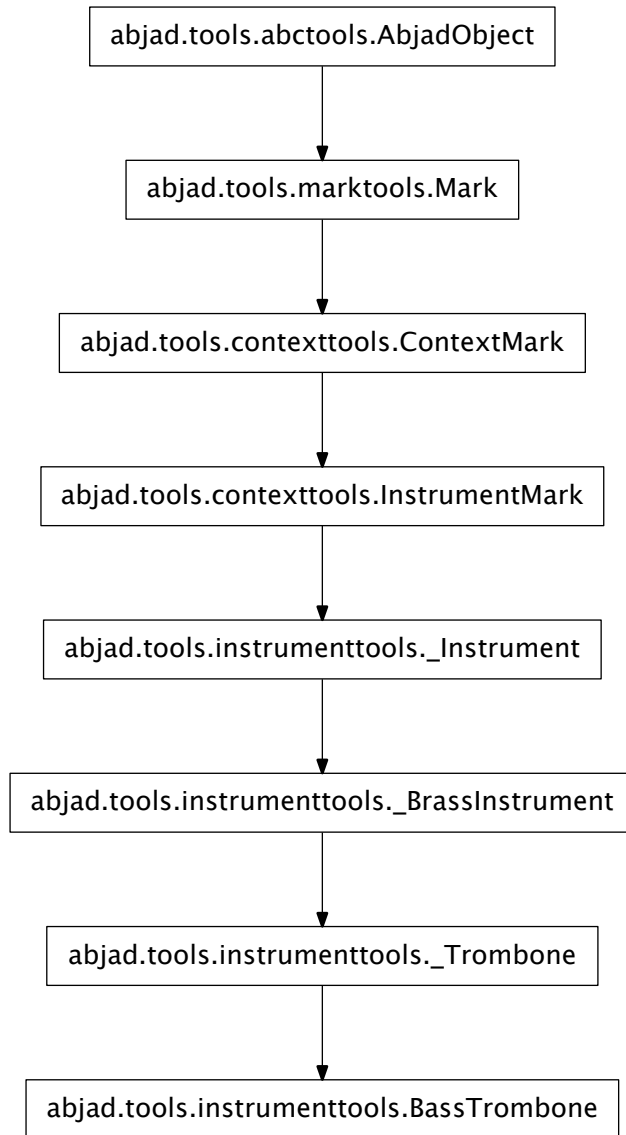 abjad.tools.abctools.AbjadObject
abjad.tools.marktools.Mark
abjad.tools.contexttools.ContextMark
abjad.tools.contexttools.InstrumentMark
abjad.tools.instrumenttools._Instrument
abjad.tools.instrumenttools._BrassInstrument
abjad.tools.instrumenttools._Trombone
abjad.tools.instrumenttools.BassTrombone